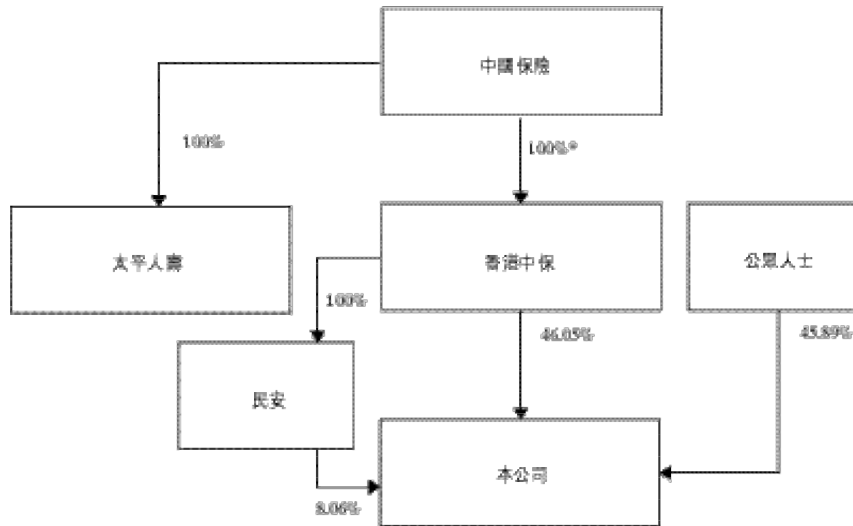 中國保險
100%
100%*
太平人壽
香港中保
公眾人士
100%
46.05%
45.89%
民安
本公司
8.06%